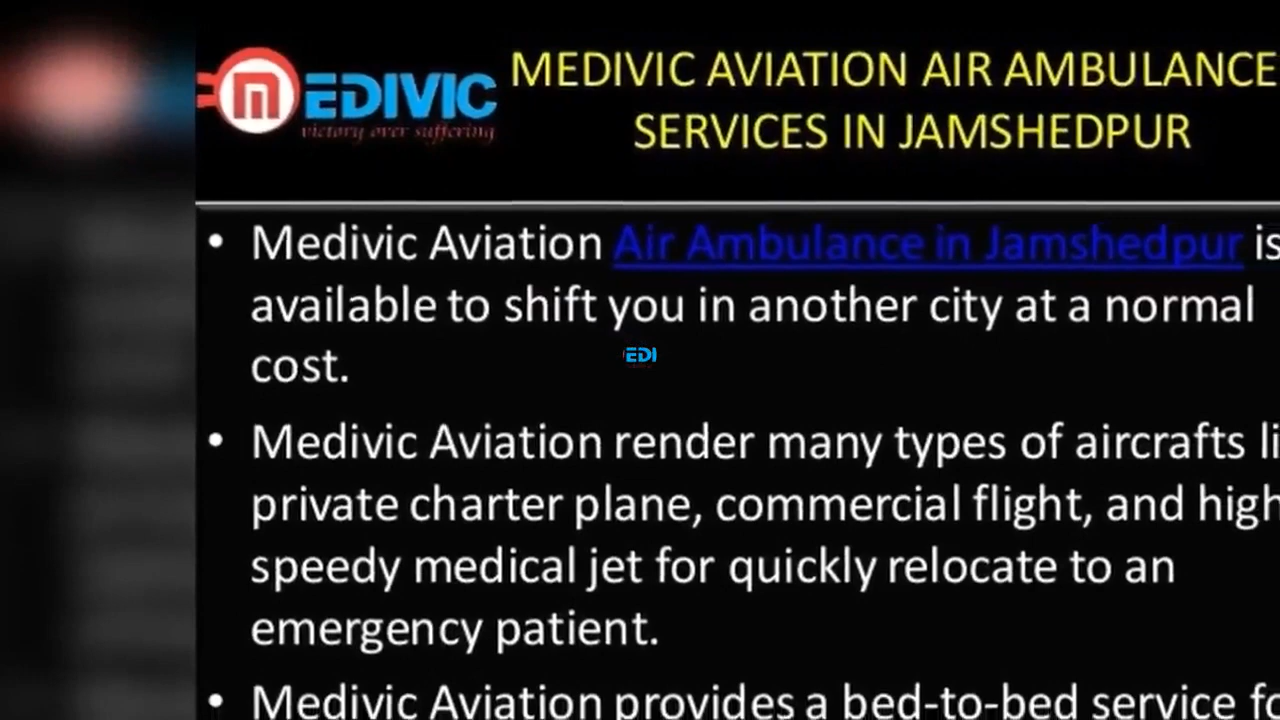 MEDIVIC
victory over suffering
MEDIVIC AVIATION AIR AMBULANCE
SERVICES IN JAMSHEDPUR
• Medivic Aviation Air Ambulance in Jamshedpur is
available to shift you in another city at a normal
cost.
EDI
• Medivic Aviation render many types of aircrafts li
private charter plane, commercial flight, and high
speedy medical jet for quickly relocate to an
emergency patient.
• Medivic Aviation provides a bed-to-bed service fo